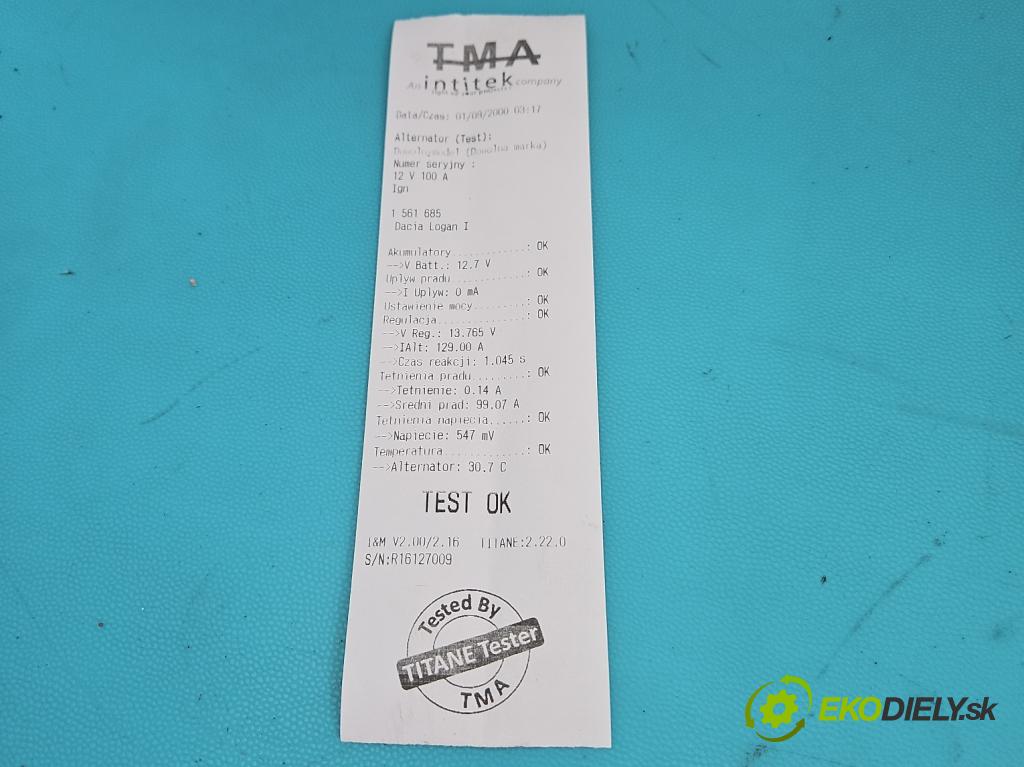 TMA
An intitek company
Data/Czas: 01/09/2000 03:17
Alternator (Test):
(Dowolna marka)
Numer seryjny :
12 V 100 A
Ign
1 561 685
Dacia Logan I
Akumulatory............: OK
-->V Batt.: 12.7 V
Uplyw pradu............: OK
-->I Uplyw: 0 mA
Ustawienie mocy........: OK
Regulacja..............: OK
-->V Reg.: 13.765 V
-->IAlt: 129.00 A
-->Czas reakcji: 1.045 s
Tetnienia pradu........: OK
-->Tetnienie: 0.14 A
-->Sredni prad: 99.07 A
Tetnienia napiecia.....: OK
-->Napiecie: 547 mV
Temperatura............: OK
-->Alternator: 30.7 C
TEST OK
I&M V2.00/2.16 TITANE:2.22.0
S/N:R16127009
Tested By
TITANE Tester
TMA
EKODIELY.sk